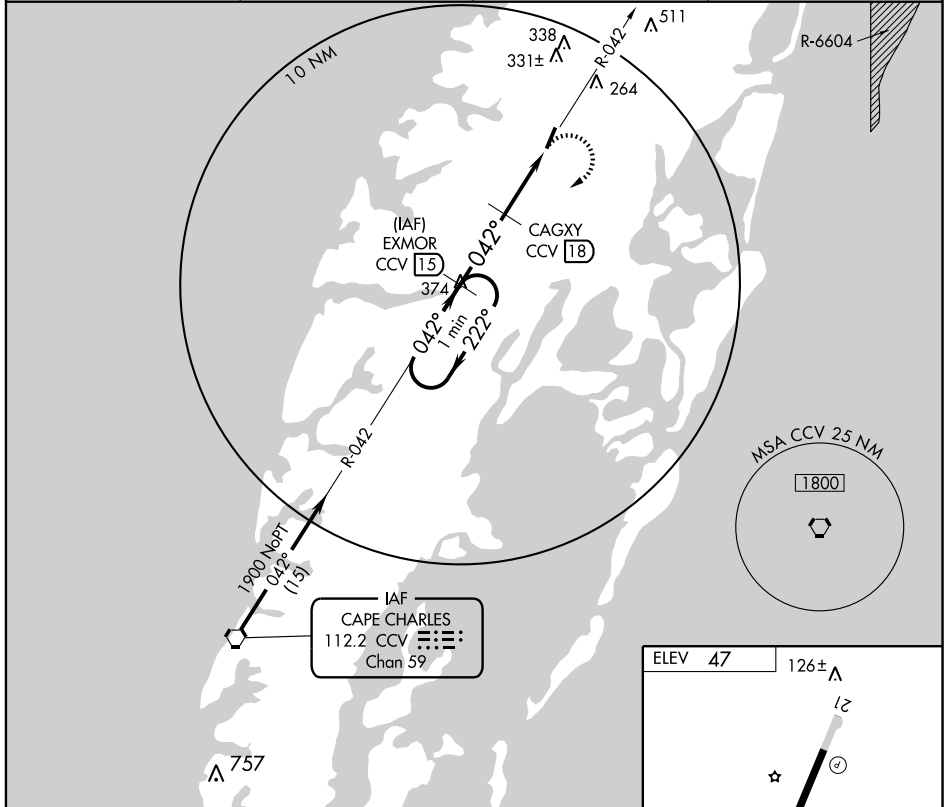 511
338
331±
R-6604
10 NM
R-042
264
(IAF)
EXMOR
CCV 15
374
042°
CAGXY
CCV 18
042°
1 min
222°
R-042
MSA CCV 25 NM
1800
1900 NoPT
042°
(15)
IAF
CAPE CHARLES
112.2 CCV
Chan 59
ELEV 47
126±
21
P
757